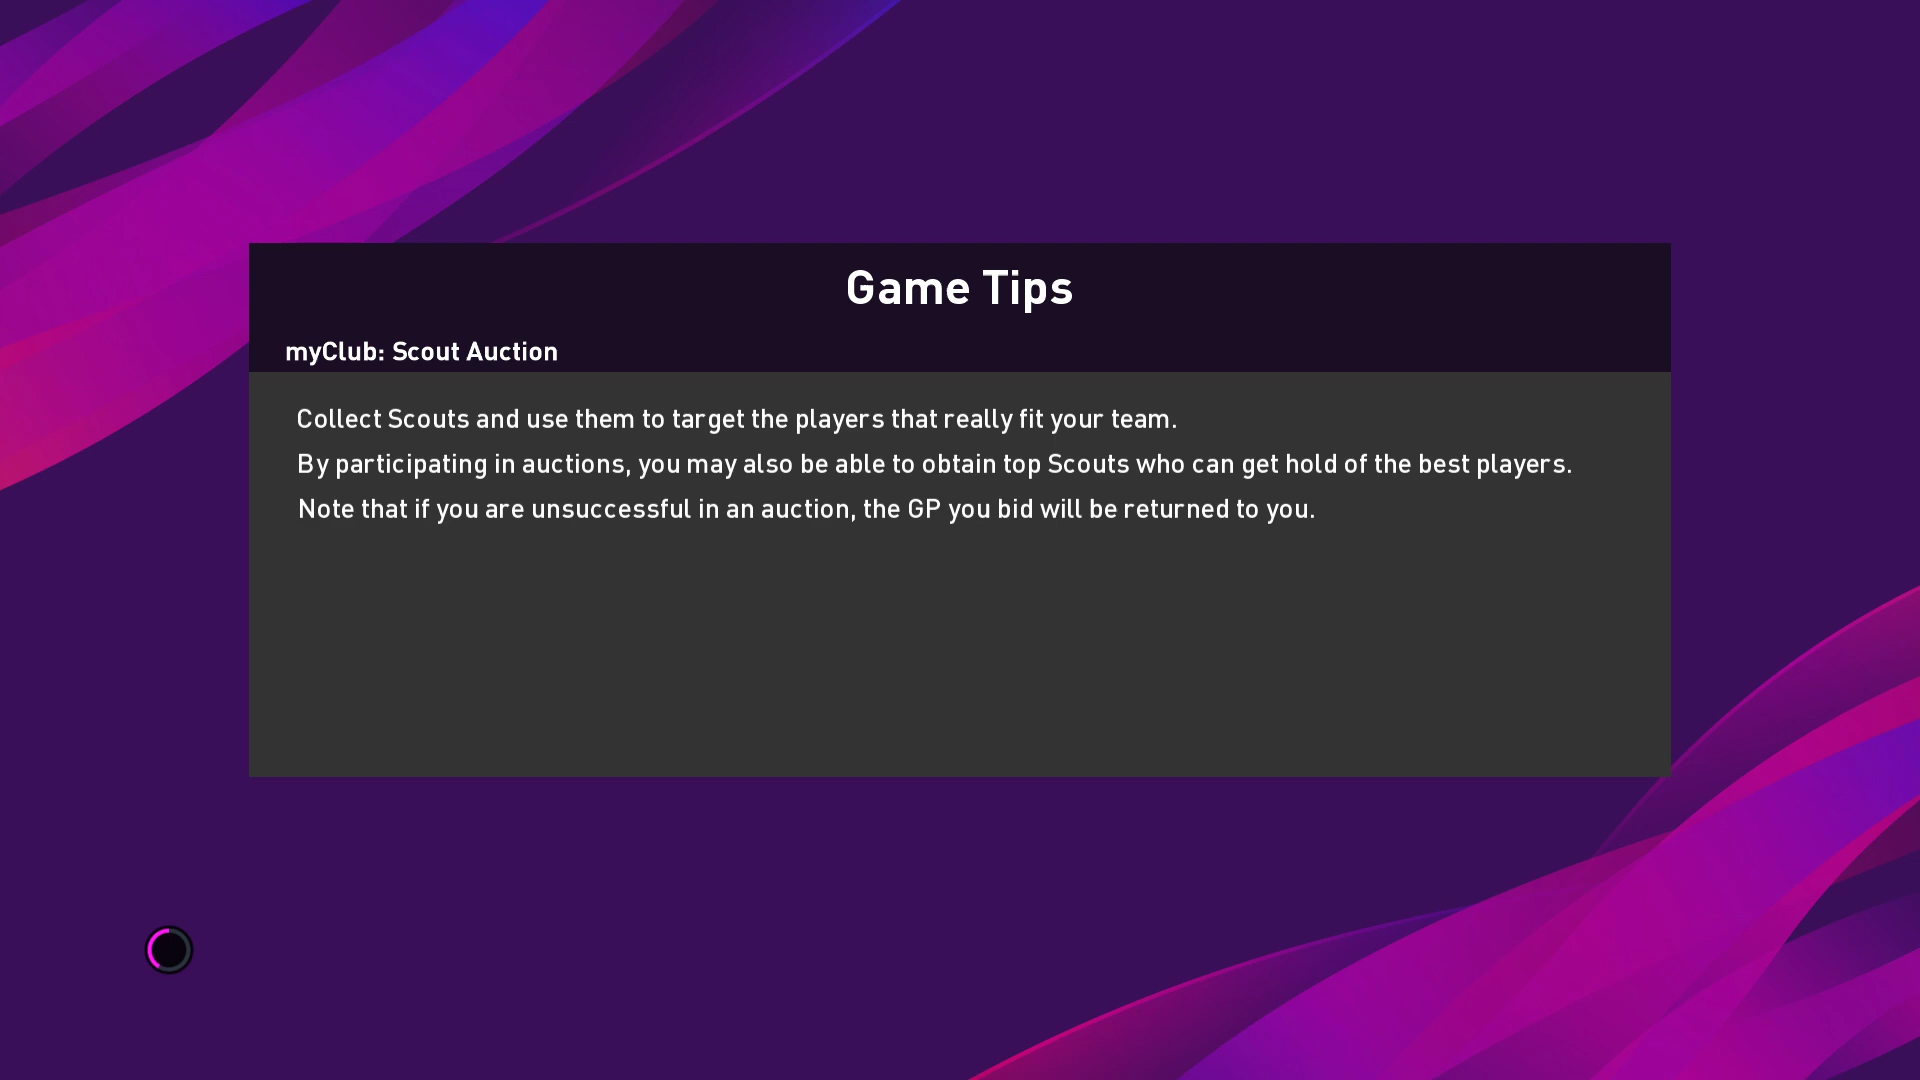 Game Tips
myClub: Scout Auction
Collect Scouts and use them to target the players that really fit your team.
By participating in auctions, you may also be able to obtain top Scouts who can get hold of the best players.
Note that if you are unsuccessful in an auction, the GP you bid will be returned to you.